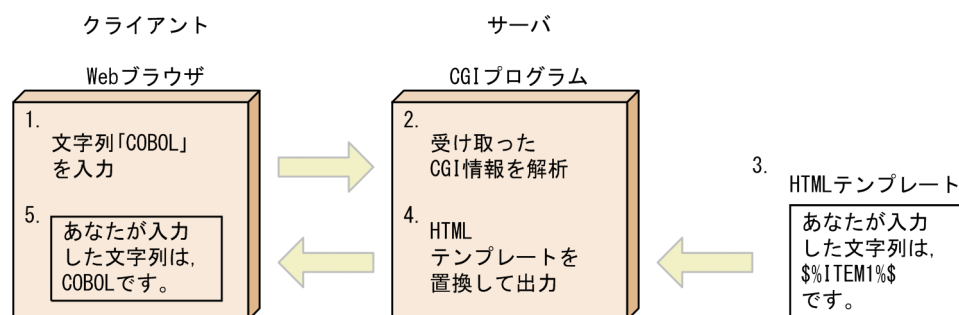 クライアント
サーバ
Webブラウザ
CGIプログラム
1.
文字列「COBOL」
を入力
2.
受け取った
CGI情報を解析
3.
HTMLテンプレート
あなたが入力
した文字列は,
$%ITEM1%$
です。
4.
HTML
テンプレートを
置換して出力
5.
あなたが入力
した文字列は,
COBOLです。